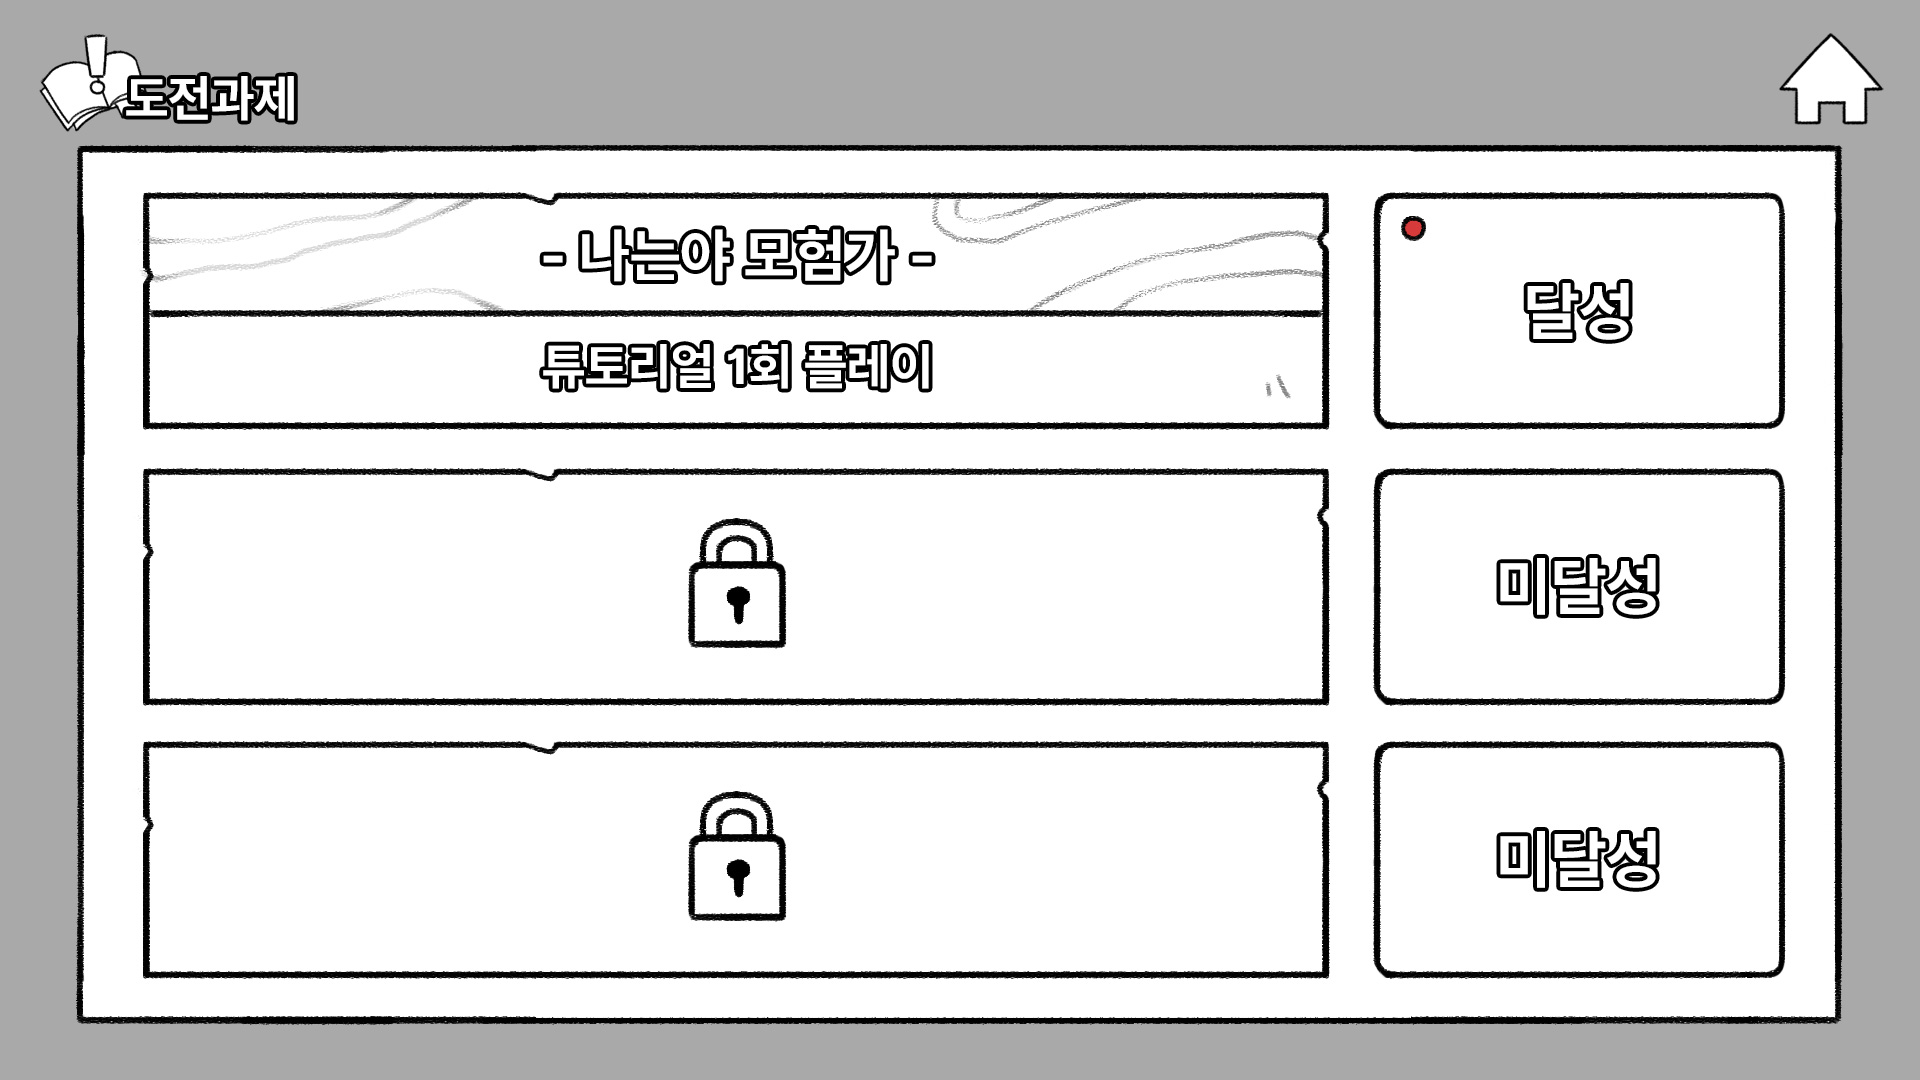 도전과제
- 나는야 모험가 -
튜토리얼 1회 플레이
달성
미달성
미달성